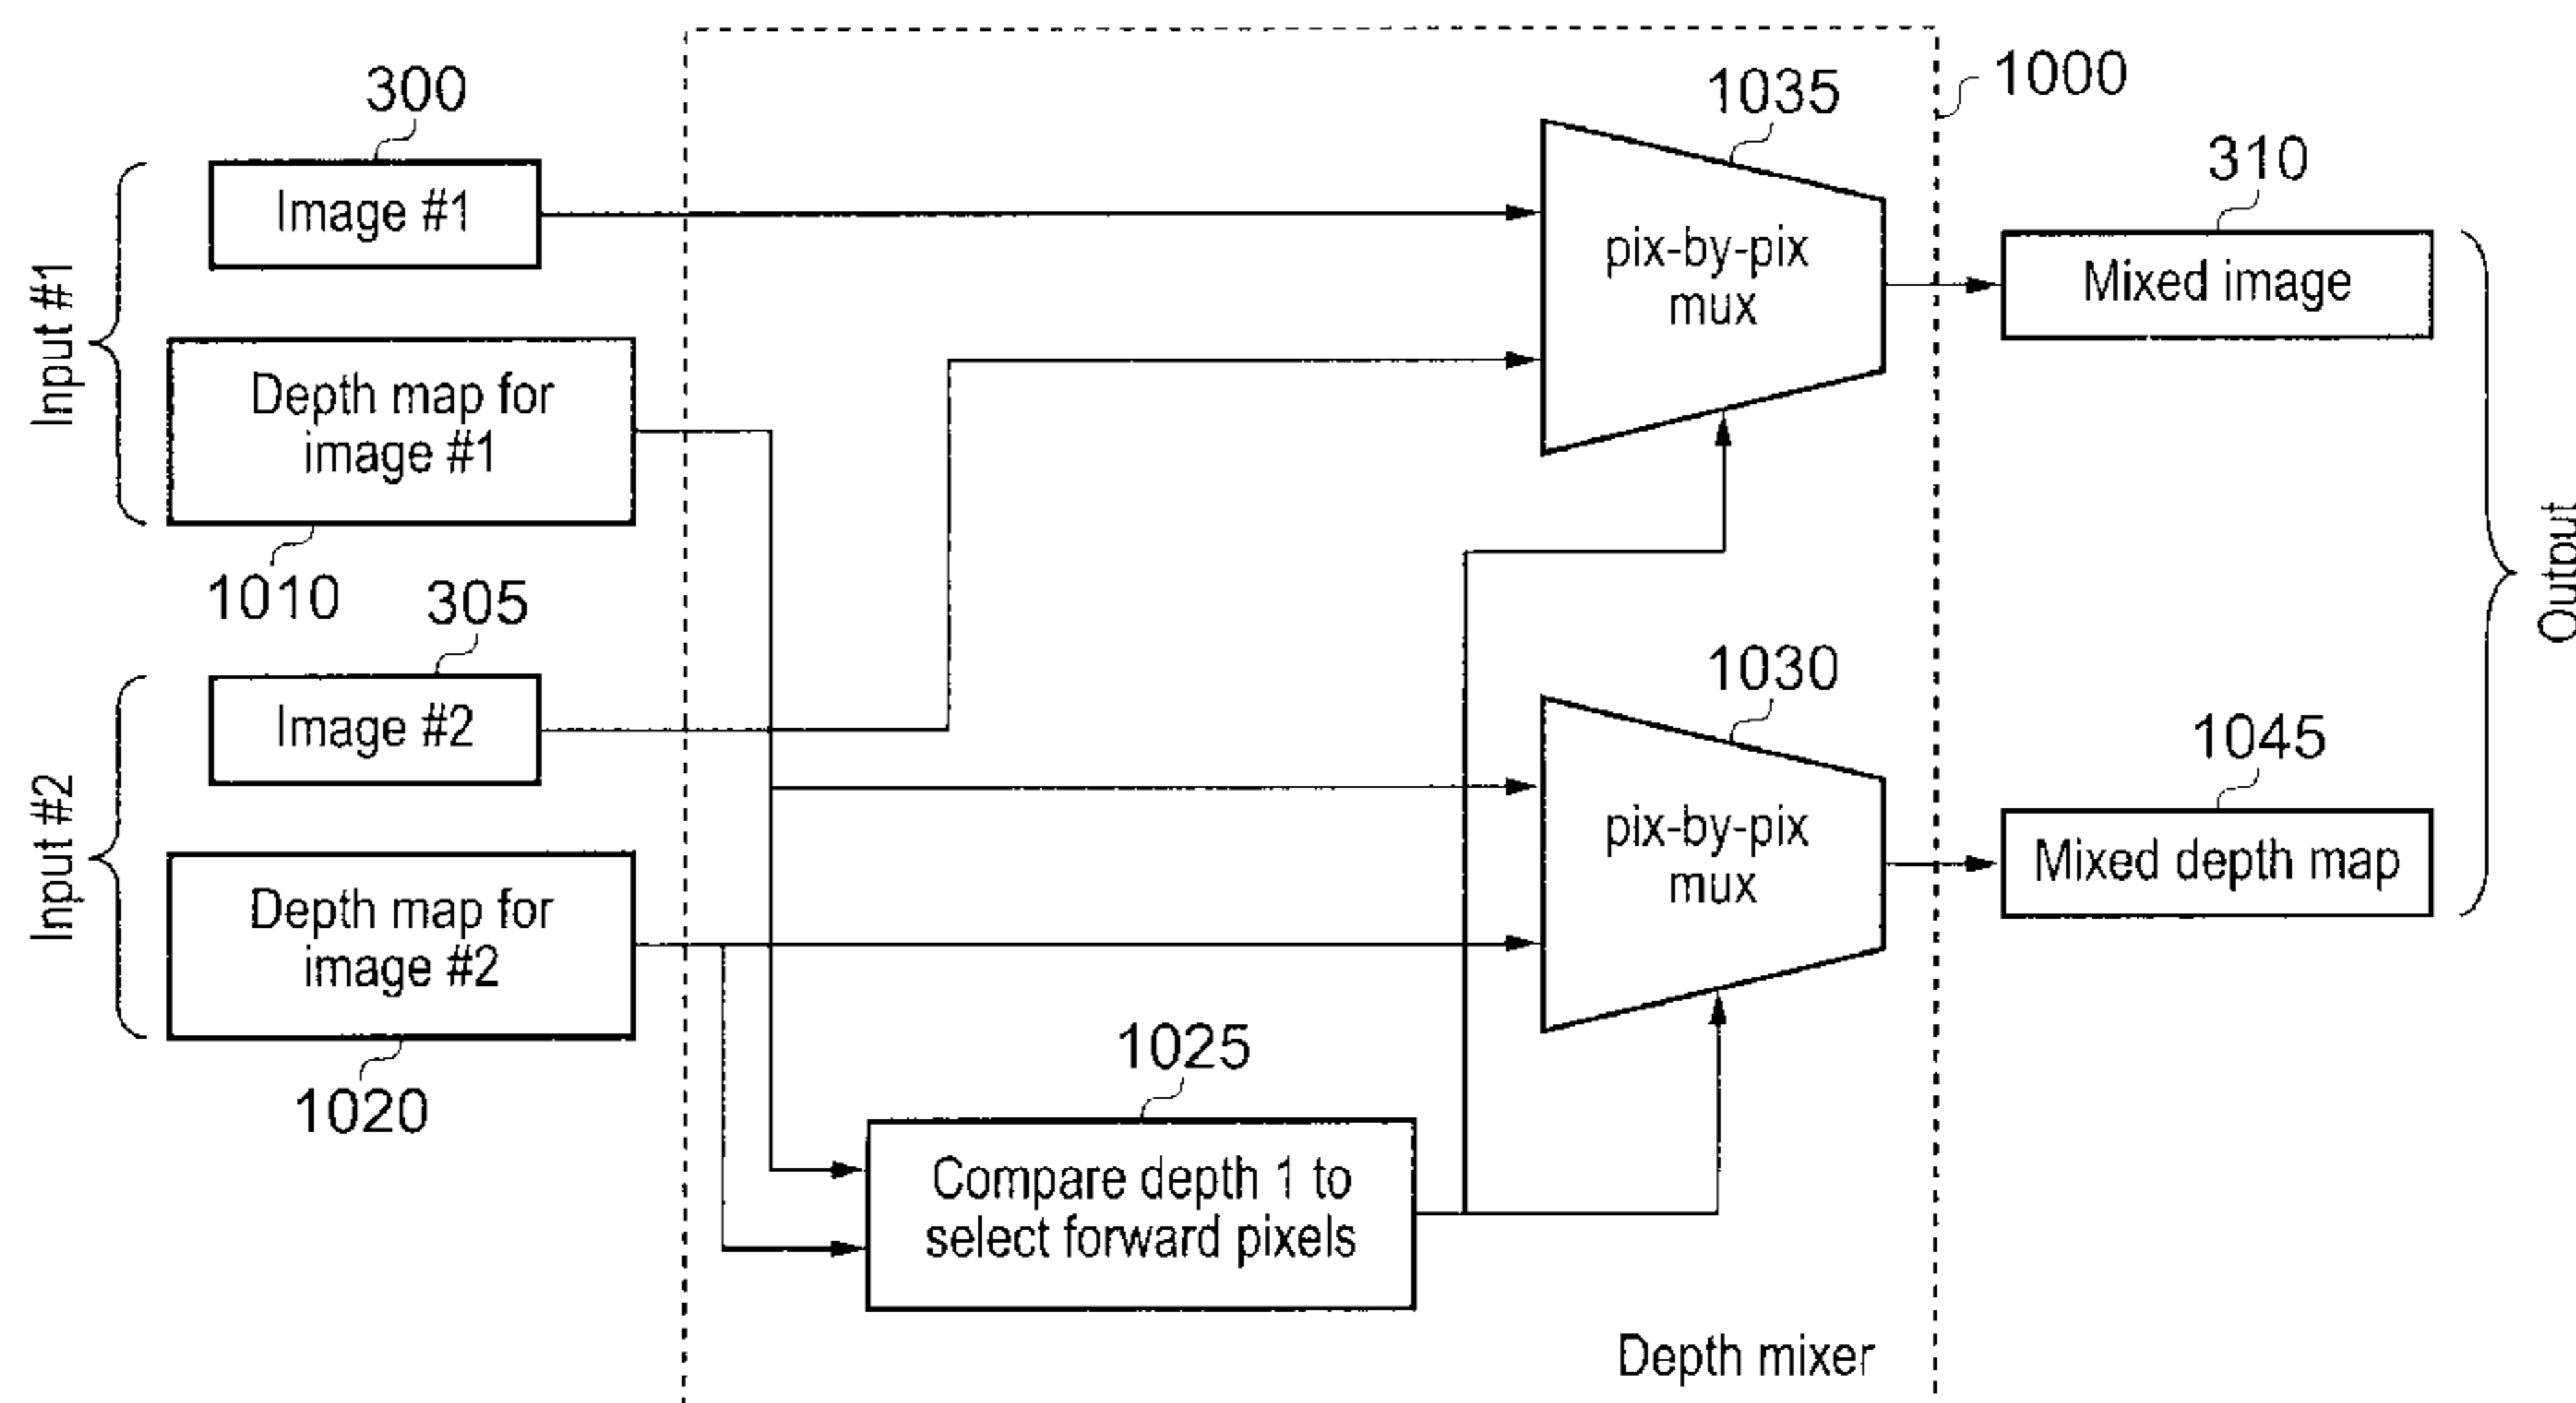 1000
1035
300
Image #1
pix-by-pix
mux
310
Mixed image
Input #1
Depth map for
image #1
1010
305
Image #2
Output
1030
pix-by-pix
mux
1045
Mixed depth map
Input #2
Depth map for
image #2
1020
1025
Compare depth 1 to
select forward pixels
Depth mixer